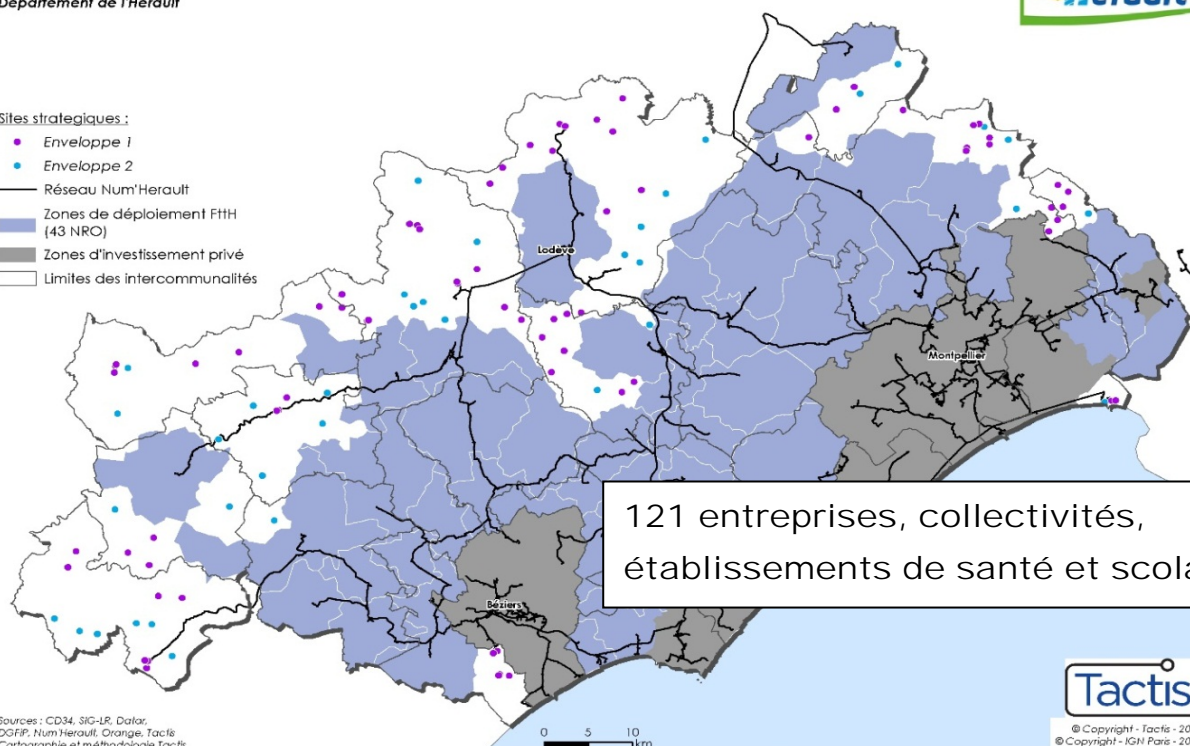 Département de l'Hérault
Sites strategiques :
Enveloppe 1
Enveloppe 2
Réseau Num'Herault
Zones de déploiement FttH
(43 NRO)
Zones d'investissement privé
Limites des intercommunalités
Lodève
Montpellier
Béziers
121 entreprises, collectivités,
établissements de santé et scola
Tactis
Sources : CD34, SIG-LR, Datar,
DGFiP, Num'Herault, Orange, Tactis
Cartographie et méthodologie Tactis
0 5 10
km
© Copyright - Tactis - 20
© Copyright - IGN Paris - 20